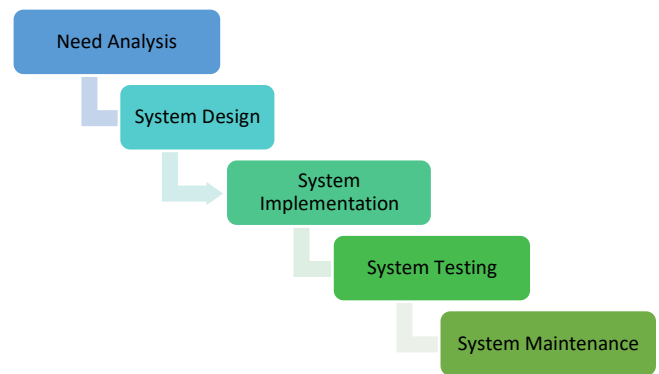 Need Analysis
System Design
System
Implementation
System Testing
System Maintenance